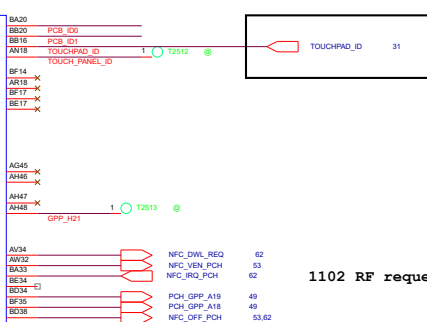 BA20
BB20 PCB_ID0
BB16 PCB_ID1
AN18 TOUCHPAD_ID 1 T2512 @ TOUCHPAD_ID 31
TOUCH_PANEL_ID
BF14
AR18
BF17
BE17
AG45
AH46
AH47
AH48 1 T2513 @
GPP_H21
AV34 NFC_DWL_REQ 62
AW32 NFC_VEN_PCH 53
BA33 NFC_IRQ_PCH 62 1102 RF reque
BE34
BD34 PCH_GPP_A19 49
BF35 PCH_GPP_A18 49
BD38 NFC_OFF_PCH 53,62